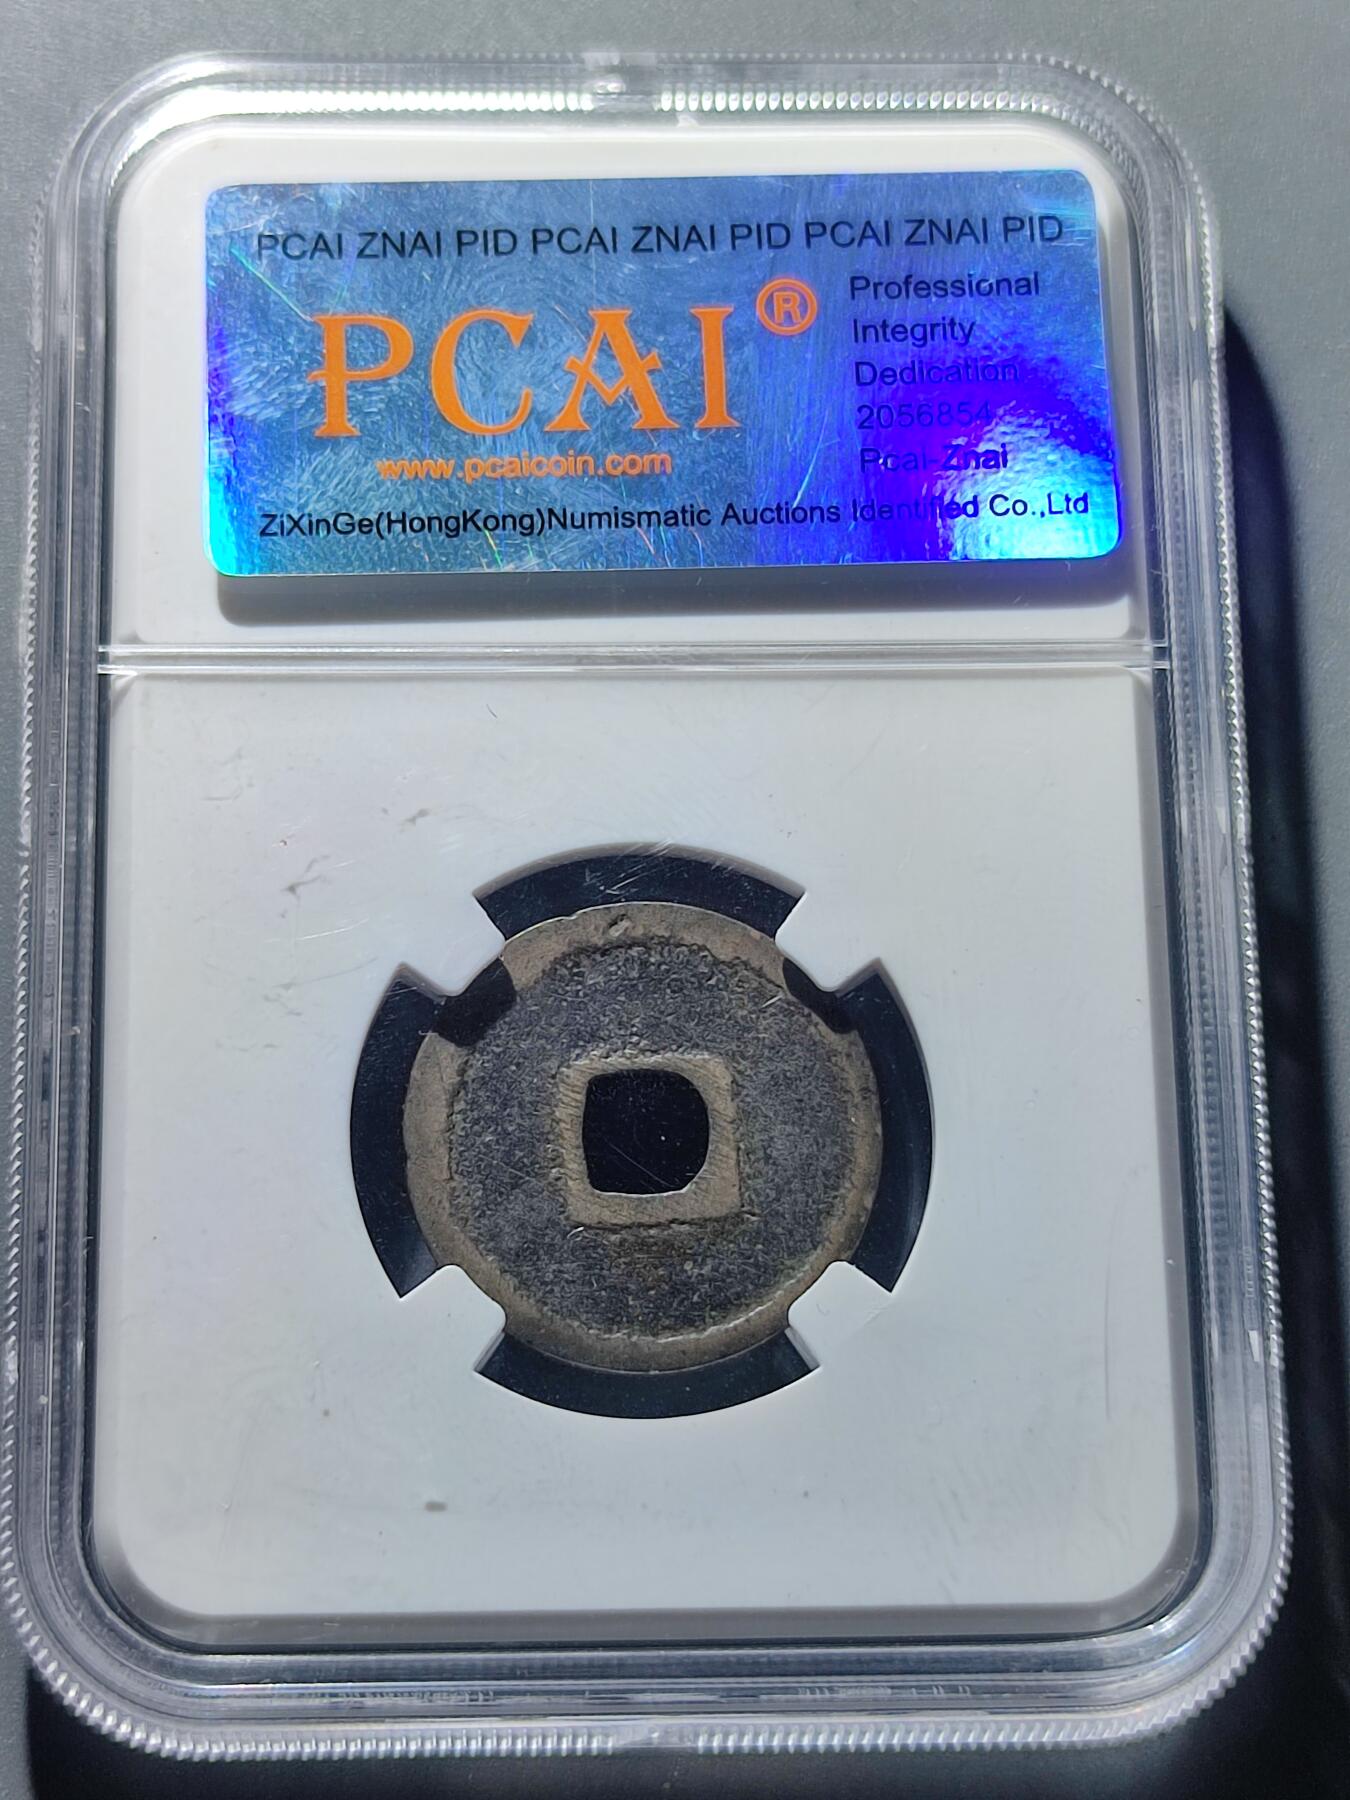 PCAI ZNAI PID PCAI ZNAI PID PCAI ZNAI PID
PCAI®
www.pcaicoin.com
Professional
Integrity
Dedication
2056854
Pcai-Znai
ZiXinGe(HongKong)Numismatic Auctions Identified Co.,Ltd